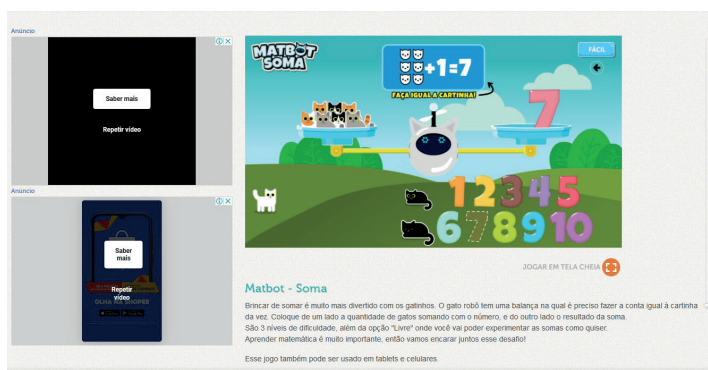 Anúncio
Saber mais
Repetir vídeo
Anúncio
Saber
mais
Repetir
vídeo
OLHA NA SHOPEE
MATBOT
SOMA
+1=7
FAÇA IGUAL A CARTINHA!
FÁCIL
7
1 2 3 4 5
6 7 8 9 10
JOGAR EM TELA CHEIA
Matbot - Soma
Brincar de somar é muito mais divertido com os gatinhos. O gato robô tem uma balança na qual é preciso fazer a conta igual à cartinha
da vez. Coloque de um lado a quantidade de gatos somando com o número, e do outro lado o resultado da soma.
São 3 níveis de dificuldade, além da opção "Livre" onde você vai poder experimentar as somas como quiser.
Aprender matemática é muito importante, então vamos encarar juntos esse desafio!
Esse jogo também pode ser usado em tablets e celulares.